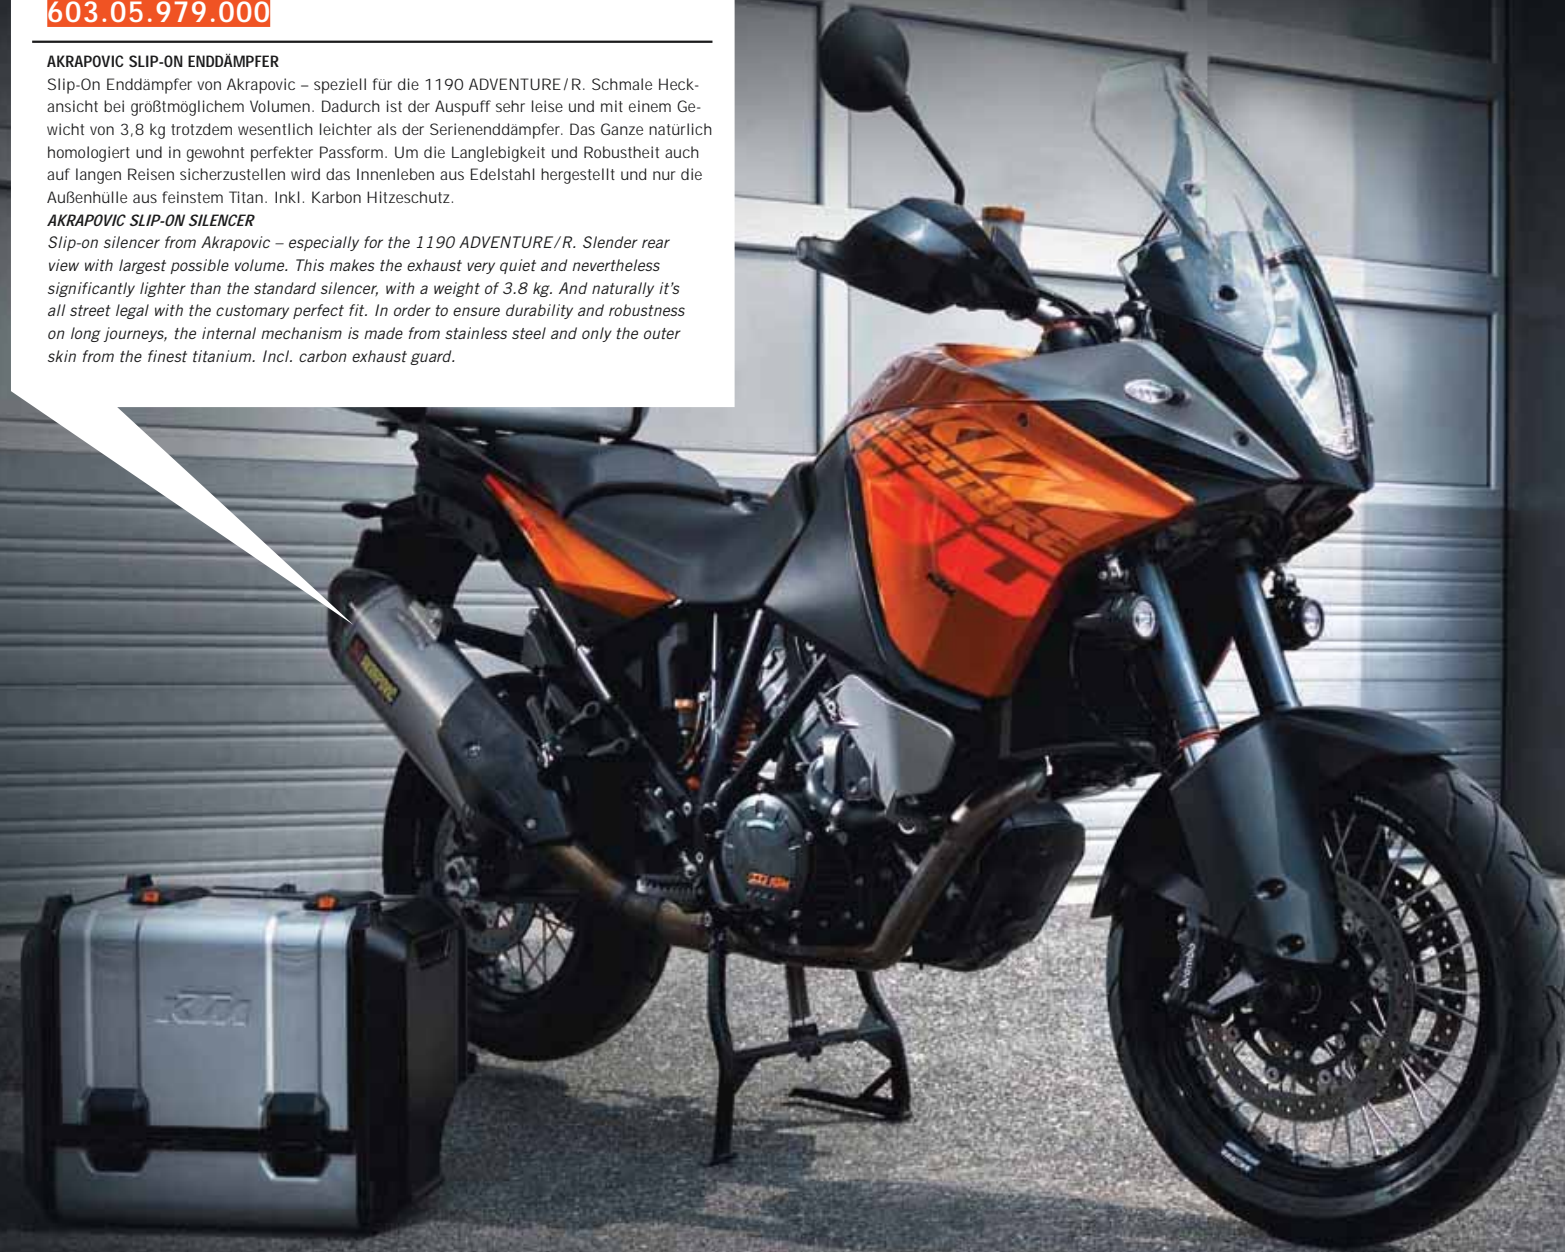 603.05.979.000
AKRAPOVIC SLIP-ON ENDDÄMPFER
Slip-On Enddämpfer von Akrapovic – speziell für die 1190 ADVENTURE/R. Schmale Heck-
ansicht bei größtmöglichem Volumen. Dadurch ist der Auspuff sehr leise und mit einem Ge-
wicht von 3,8 kg trotzdem wesentlich leichter als der Serienenddämpfer. Das Ganze natürlich
homologiert und in gewohnt perfekter Passform. Um die Langlebigkeit und Robustheit auch
auf langen Reisen sicherzustellen wird das Innenleben aus Edelstahl hergestellt und nur die
Außenhülle aus feinstem Titan. Inkl. Karbon Hitzeschutz.
AKRAPOVIC SLIP-ON SILENCER
Slip-on silencer from Akrapovic – especially for the 1190 ADVENTURE/R. Slender rear
view with largest possible volume. This makes the exhaust very quiet and nevertheless
significantly lighter than the standard silencer, with a weight of 3.8 kg. And naturally it's
all street legal with the customary perfect fit. In order to ensure durability and robustness
on long journeys, the internal mechanism is made from stainless steel and only the outer
skin from the finest titanium. Incl. carbon exhaust guard.
ADVENTURE
KTM
AKRAPOVIČ
KTM
KTM
brembo